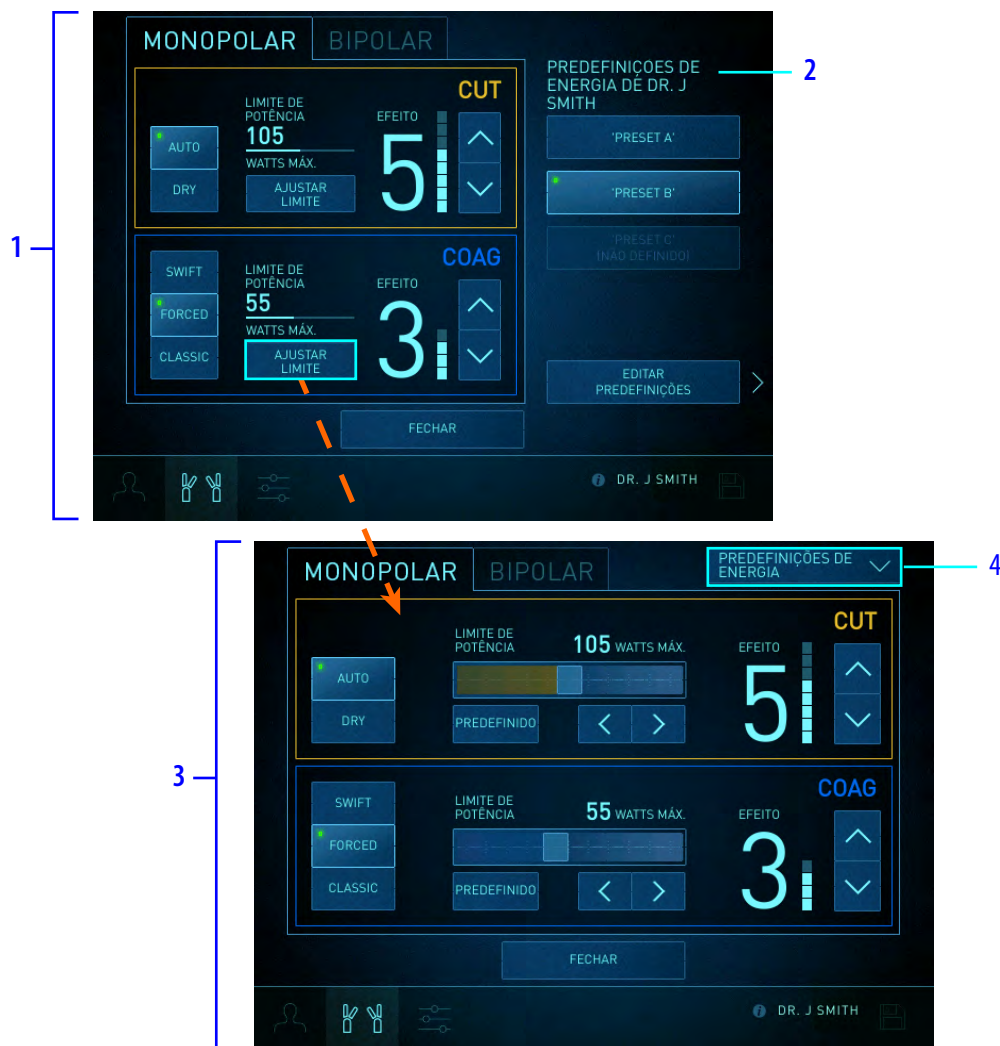 1
MONOPOLAR
BIPOLAR
CUT
AUTO
DRY
LIMITE DE
POTÊNCIA
105
WATTS MÁX.
AJUSTAR
LIMITE
EFEITO
5
COAG
SWIFT
FORCED
CLASSIC
LIMITE DE
POTÊNCIA
55
WATTS MÁX.
AJUSTAR
LIMITE
EFEITO
3
PREDEFINIÇOES DE
ENERGIA DE DR. J
SMITH
2
'PRESET A'
'PRESET B'
'PRESET C'
(NÃO DEFINIDO)
EDITAR
PREDEFINIÇÕES
FECHAR
DR. J SMITH
3
MONOPOLAR
BIPOLAR
PREDEFINIÇÕES DE
ENERGIA
4
CUT
AUTO
DRY
LIMITE DE
POTÊNCIA
105 WATTS MÁX.
PREDEFINIDO
EFEITO
5
COAG
SWIFT
FORCED
CLASSIC
LIMITE DE
POTÊNCIA
55 WATTS MÁX.
PREDEFINIDO
EFEITO
3
FECHAR
DR. J SMITH